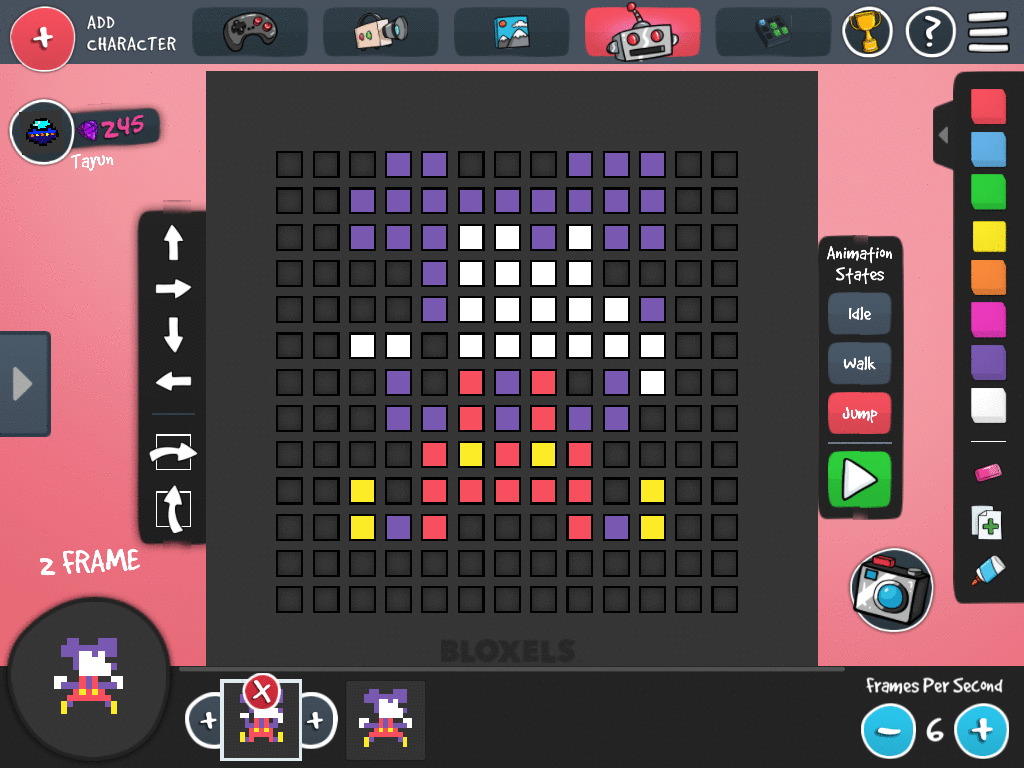 ADD
CHARACTER
?
245
Tayun
Animation
States
Idle
Walk
Jump
2 FRAME
BLOXELS
X
+
+
Frames Per Second
- 6 +